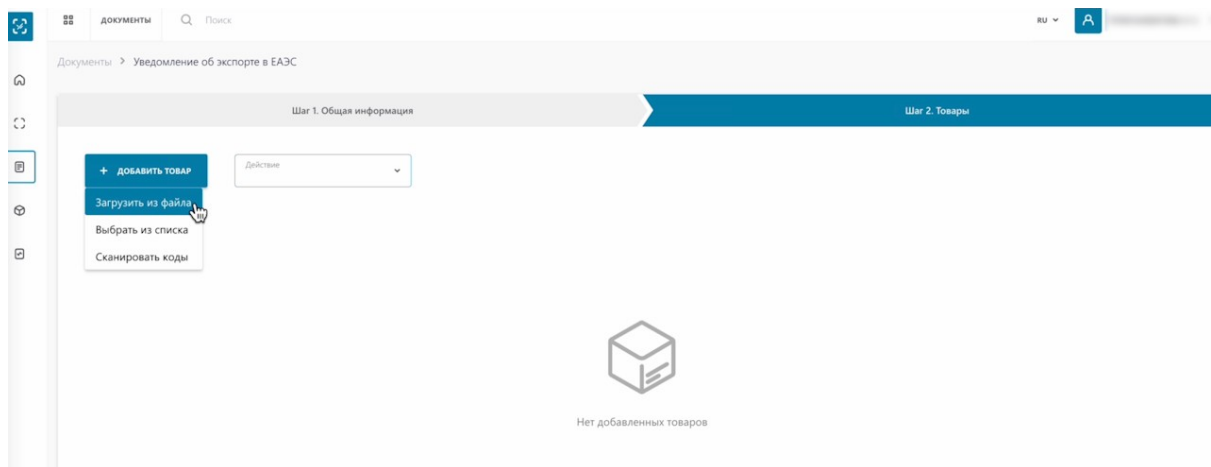 ДОКУМЕНТЫ
Поиск
RU
Документы > Уведомление об экспорте в ЕАЭС
Шаг 1. Общая информация
Шаг 2. Товары
+ ДОБАВИТЬ ТОВАР
Действие
Загрузить из файла
Выбрать из списка
Сканировать коды
Нет добавленных товаров